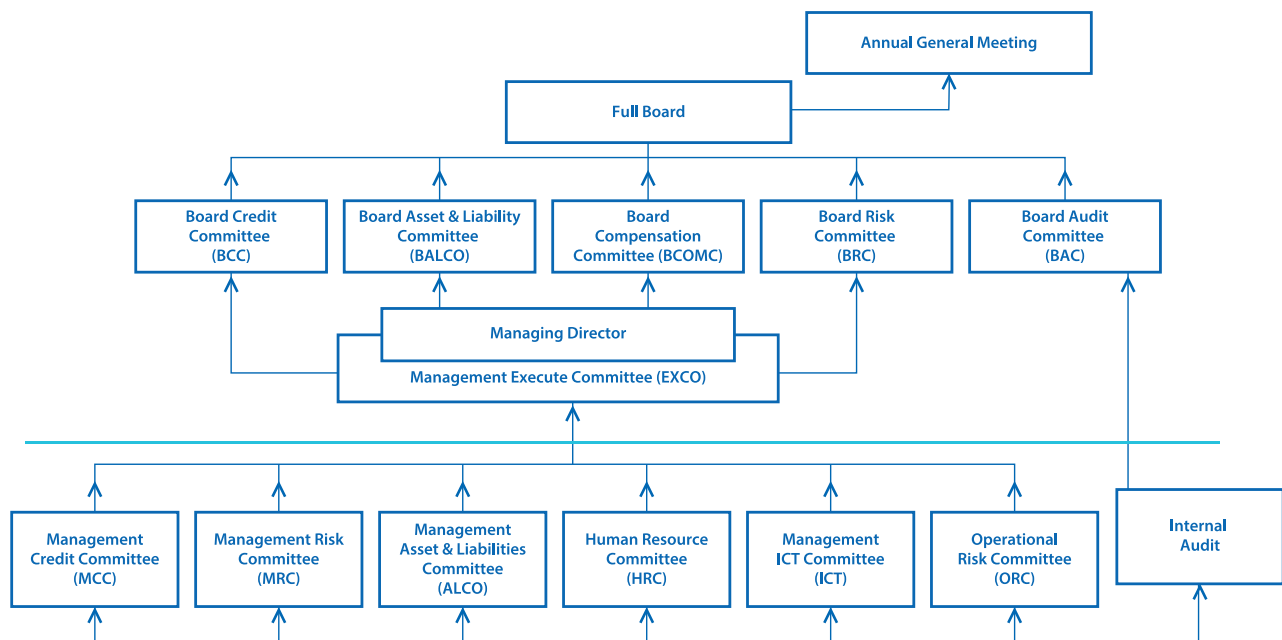 Annual General Meeting
Full Board
Board Credit
Committee
(BCC)
Board Asset & Liability
Committee
(BALCO)
Board
Compensation
Committee (BCOMC)
Board Risk
Committee
(BRC)
Board Audit
Committee
(BAC)
Managing Director
Management Execute Committee (EXCO)
Management
Credit Committee
(MCC)
Management Risk
Committee
(MRC)
Management
Asset & Liabilities
Committee
(ALCO)
Human Resource
Committee
(HRC)
Management
ICT Committee
(ICT)
Operational
Risk Committee
(ORC)
Internal
Audit